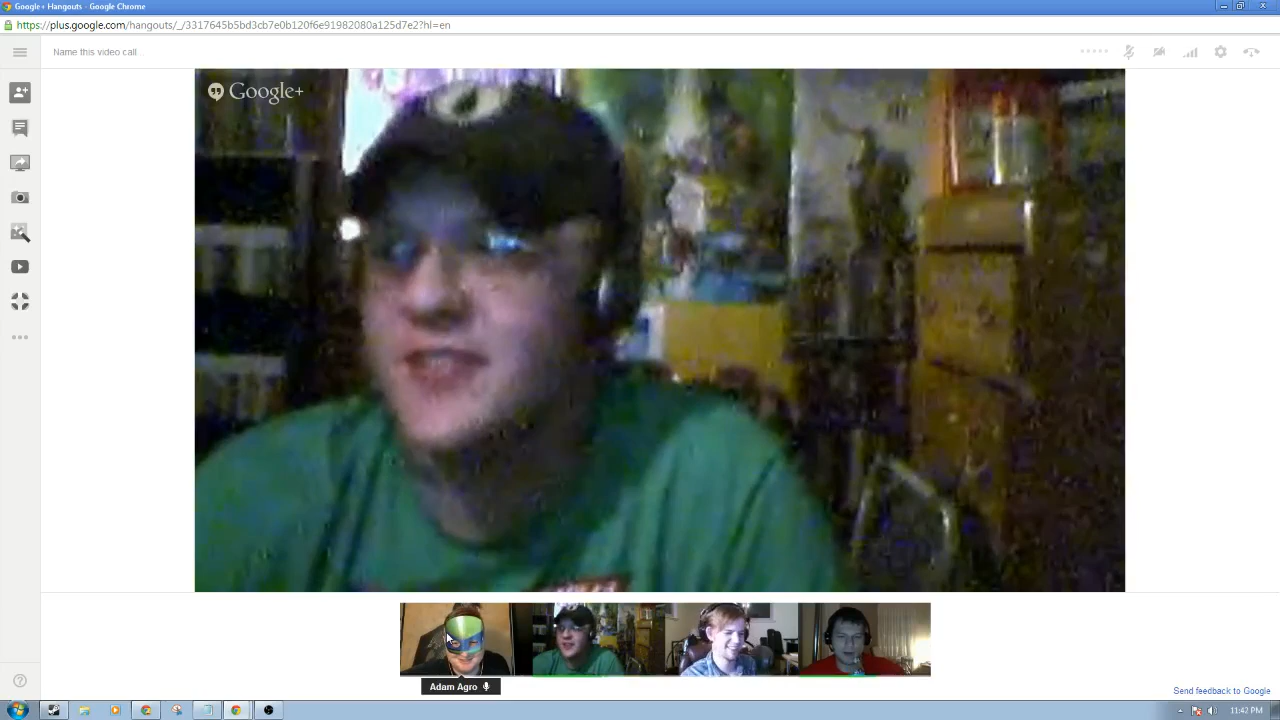 Google+ Hangouts - Google Chrome
https://plus.google.com/hangouts/_/3317645b5bd3cb7e0b120f6e91982080a125d7e2?hl=en
Name this video call...
Google+
Adam Agro
Send feedback to Google
11:42 PM